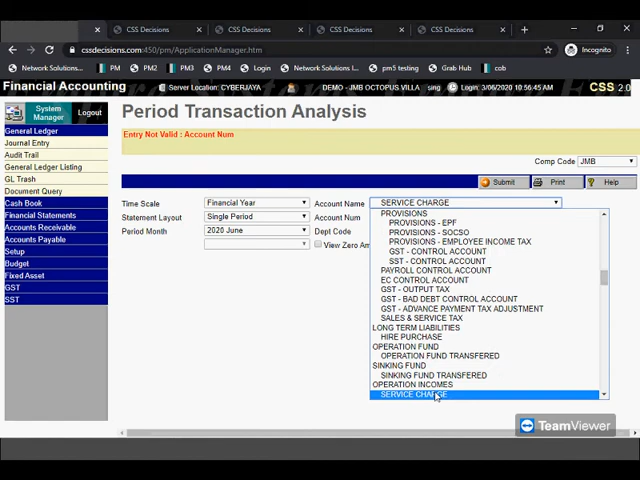 CSS Decisions
CSS Decisions
CSS Decisions
CSS Decisions
cssdecisions.com:450/pm/ApplicationManager.htm
Incognito
Network Solutions...
PM
PM2
PM3
PM4
Login
Network Solutions I...
pm5 testing
Grab Hub
cob
Financial Accounting
Server Location: CYBERJAYA
DEMO - JMB OCTOPUS VILLA
sing
Login: 3/06/2020 10:56:45 AM
CSS 2.0
System Manager
Logout
General Ledger
Journal Entry
Audit Trail
General Ledger Listing
GL Trash
Document Query
Cash Book
Financial Statements
Accounts Receivable
Accounts Payable
Setup
Budget
Fixed Asset
GST
SST
Period Transaction Analysis
Entry Not Valid : Account Num
Comp Code
JMB
Submit
Print
Help
Time Scale
Financial Year
Account Name
SERVICE CHARGE
Statement Layout
Single Period
Account Num
Period Month
2020 June
Dept Code
View Zero Am
PROVISIONS
PROVISIONS - EPF
PROVISIONS - SOCSO
PROVISIONS - EMPLOYEE INCOME TAX
GST - CONTROL ACCOUNT
SST - CONTROL ACCOUNT
PAYROLL CONTROL ACCOUNT
EC CONTROL ACCOUNT
GST - OUTPUT TAX
GST - BAD DEBT CONTROL ACCOUNT
GST - ADVANCE PAYMENT TAX ADJUSTMENT
SALES & SERVICE TAX
LONG TERM LIABILITIES
HIRE PURCHASE
OPERATION FUND
OPERATION FUND TRANSFERED
SINKING FUND
SINKING FUND TRANSFERED
OPERATION INCOMES
SERVICE CHARGE
TeamViewer